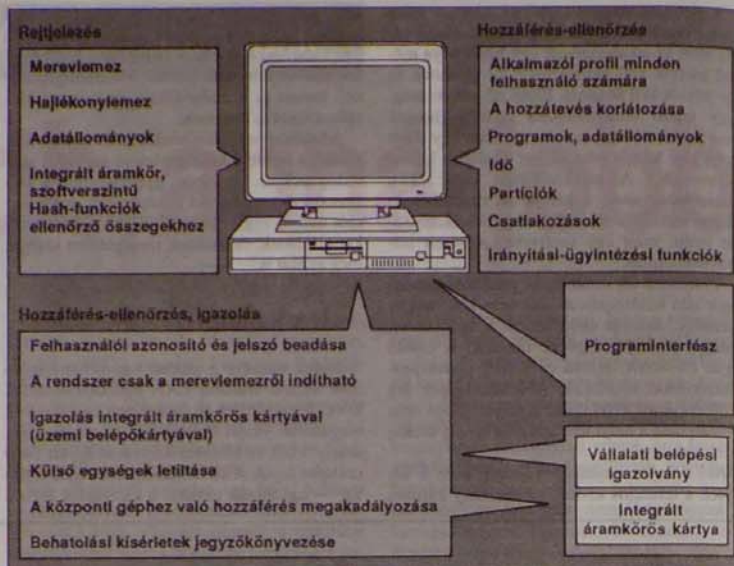 Rejtjelezés
Merevlemez
Hajlékonylemez
Adatállományok
Integrált áramkör,
szoftverszintű
Hash-funkciók
ellenőrző összegekhez
Hozzáférés-ellenőrzés
Alkalmazói profil minden
felhasználó számára
A hozzátevés korlátozása
Programok, adatállományok
Idő
Partíciók
Csatlakozások
Irányítási-ügyintézési funkciók
Hozzáférés-ellenőrzés, igazolás
Felhasználói azonosító és jelszó beadása
A rendszer csak a merevlemezről indítható
Igazolás integrált áramkörös kártyával
(üzemi belépőkártyával)
Külső egységek letiltása
A központi géphez való hozzáférés megakadályozása
Behatolási kísérletek jegyzőkönyvezése
Programinterfész
Vállalati belépési
igazolvány
Integrált
áramkörös kártya